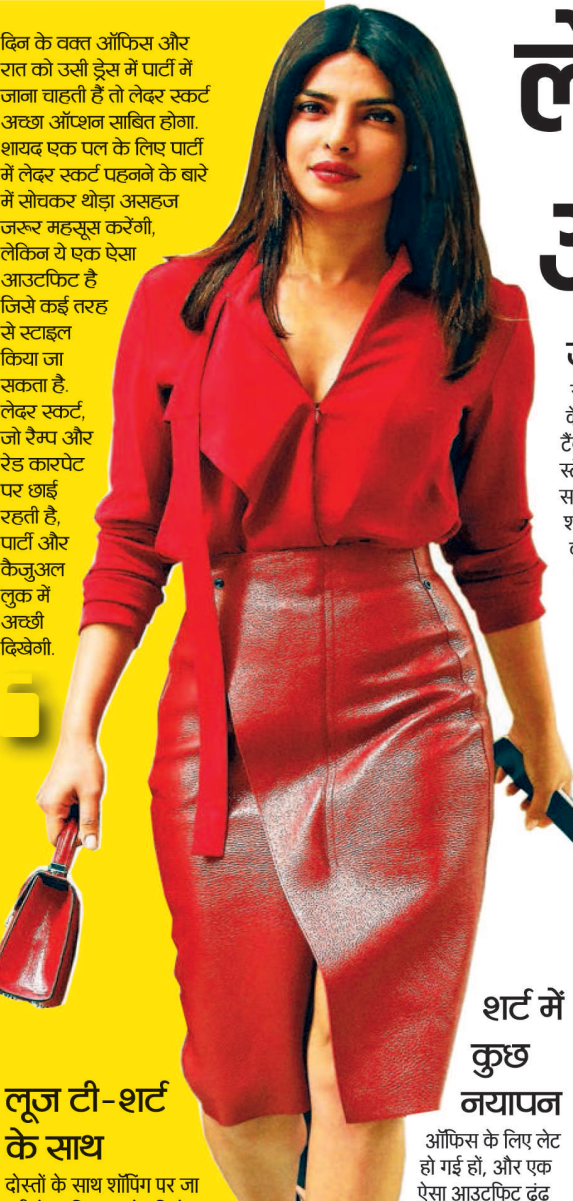 दिन के वक्त ऑफिस और
रात को उसी ड्रेस में पार्टी में
जाना चाहती हैं तो लेदर स्कर्ट
अच्छा ऑप्शन साबित होगा.
शायद एक पल के लिए पार्टी
में लेदर स्कर्ट पहनने के बारे
में सोचकर थोड़ा असहज
जरूर महसूस करेंगी,
लेकिन ये एक ऐसा
आउटफिट है
जिसे कई तरह
से स्टाइल
किया जा
सकता है.
लेदर स्कर्ट,
जो रैम्प और
रेड कारपेट
पर छाई
रहती है,
पार्टी और
कैजुअल
लुक में
अच्छी
दिखेगी.
लूज टी-शर्ट
के साथ
दोस्तों के साथ शॉपिंग पर जा
शर्ट में
कुछ
नयापन
ऑफिस के लिए लेट
हो गई हों, और एक
ऐसा आउटफिट ढूंढ